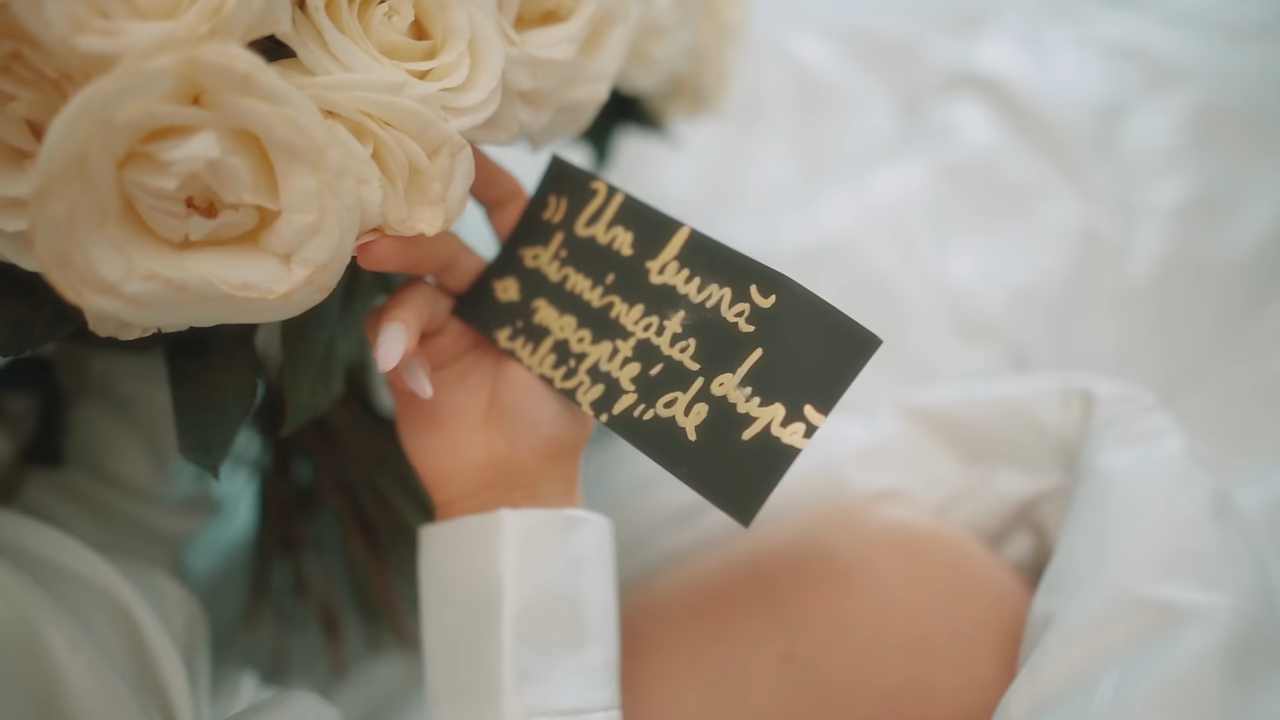 "Un bună
dimineața după
o noapte, de
iubire!"